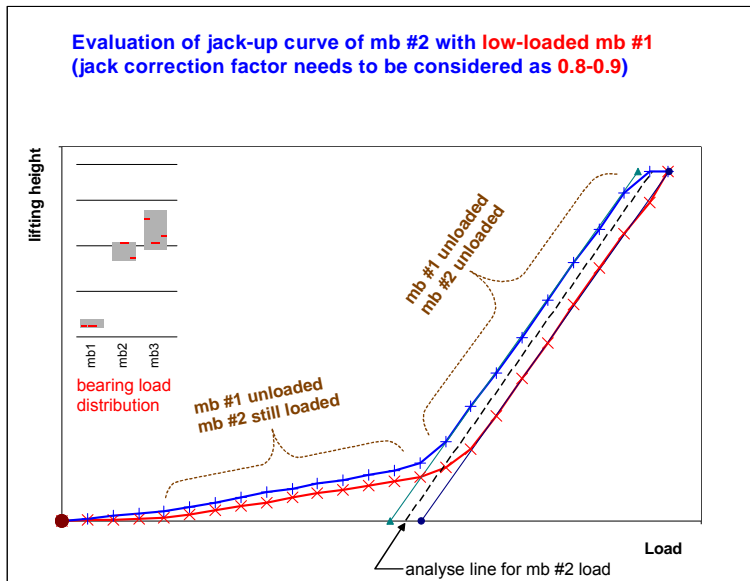 Evaluation of jack-up curve of mb #2 with low-loaded mb #1
(jack correction factor needs to be considered as 0.8-0.9)
lifting height
mb1
mb2
mb3
bearing load
distribution
mb #1 unloaded
mb #2 still loaded
mb #1 unloaded
mb #2 unloaded
Load
analyse line for mb #2 load